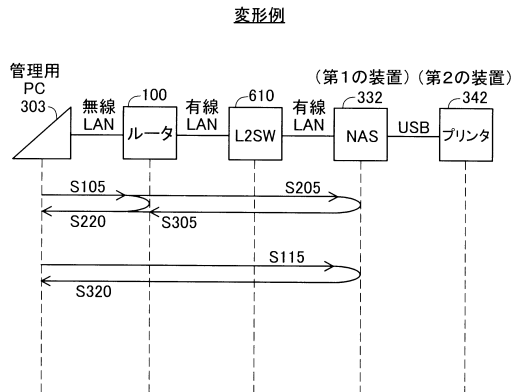 変形例
管理用
PC
303
無線
LAN
100
ルータ
有線
LAN
610
L2SW
有線
LAN
(第1の装置)
332
NAS
USB
(第2の装置)
342
プリンタ
S105
S205
S220
S305
S115
S320